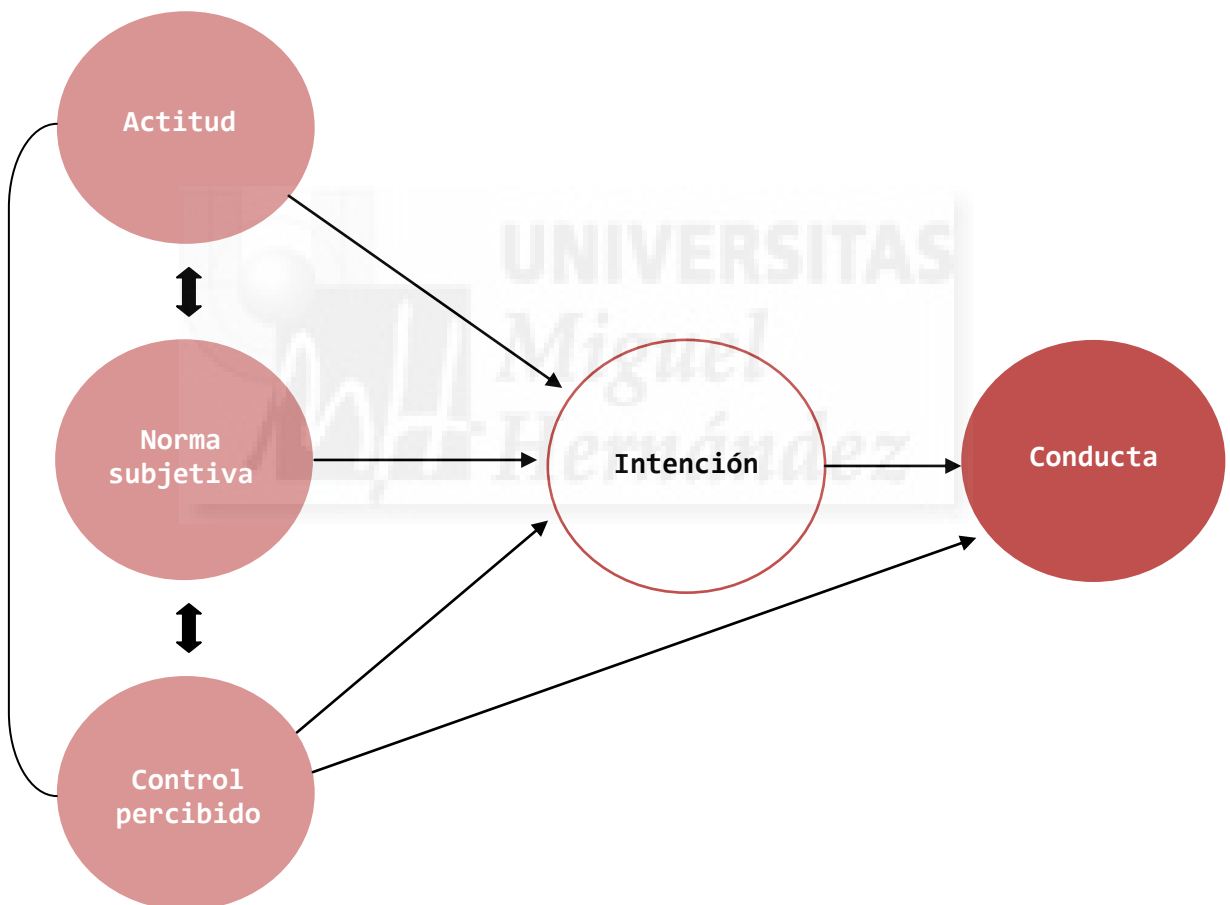 Actitud
UNIVERSITAS
Miguel
Hernández
Norma
subjetiva
Intención
Conducta
Control
percibido